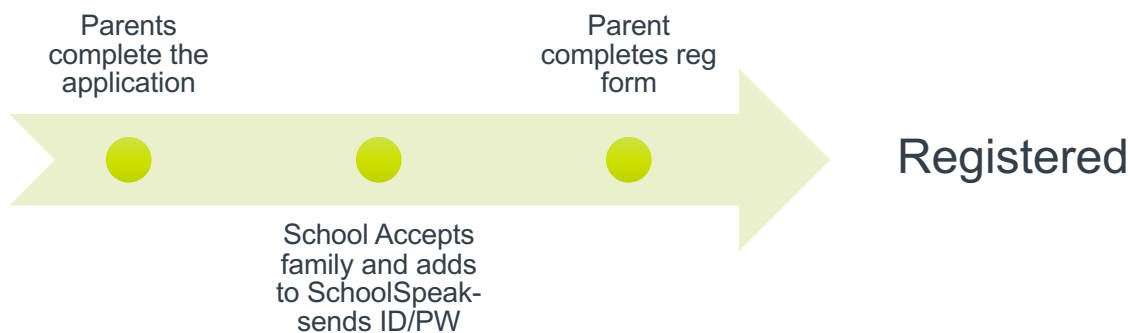 Parents
complete the
application
School Accepts
family and adds
to SchoolSpeak-
sends ID/PW
Parent
completes reg
form
Registered